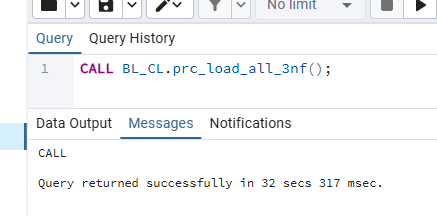 No limit
Query Query History
1 CALL BL_CL.prc_load_all_3nf();
Data Output Messages Notifications
CALL
Query returned successfully in 32 secs 317 msec.